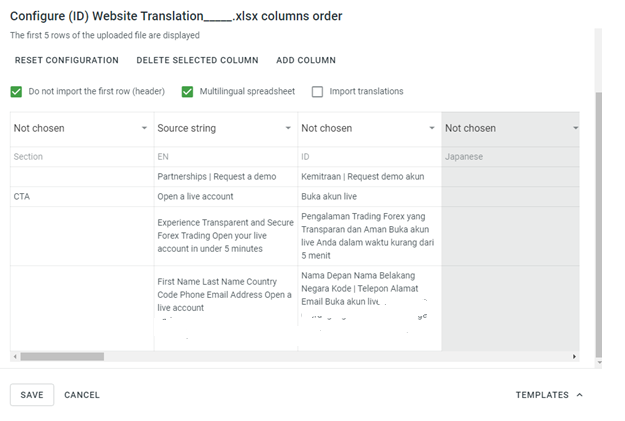 Configure (ID) Website Translation_____.xlsx columns order
The first 5 rows of the uploaded file are displayed
RESET CONFIGURATION DELETE SELECTED COLUMN ADD COLUMN
Do not import the first row (header) Multilingual spreadsheet Import translations
Not chosen Source string Not chosen Not chosen
Section EN ID Japanese
Partnerships | Request a demo Kemitraan | Request demo akun
CTA Open a live account Buka akun live
Experience Transparent and Secure
Forex Trading Open your live
account in under 5 minutes
Pengalaman Trading Forex yang
Transparan dan Aman Buka akun
live Anda dalam waktu kurang dari
5 menit
First Name Last Name Country
Code Phone Email Address Open a
live account
Nama Depan Nama Belakang
Negara Kode | Telepon Alamat
Email Buka akun live
SAVE CANCEL TEMPLATES